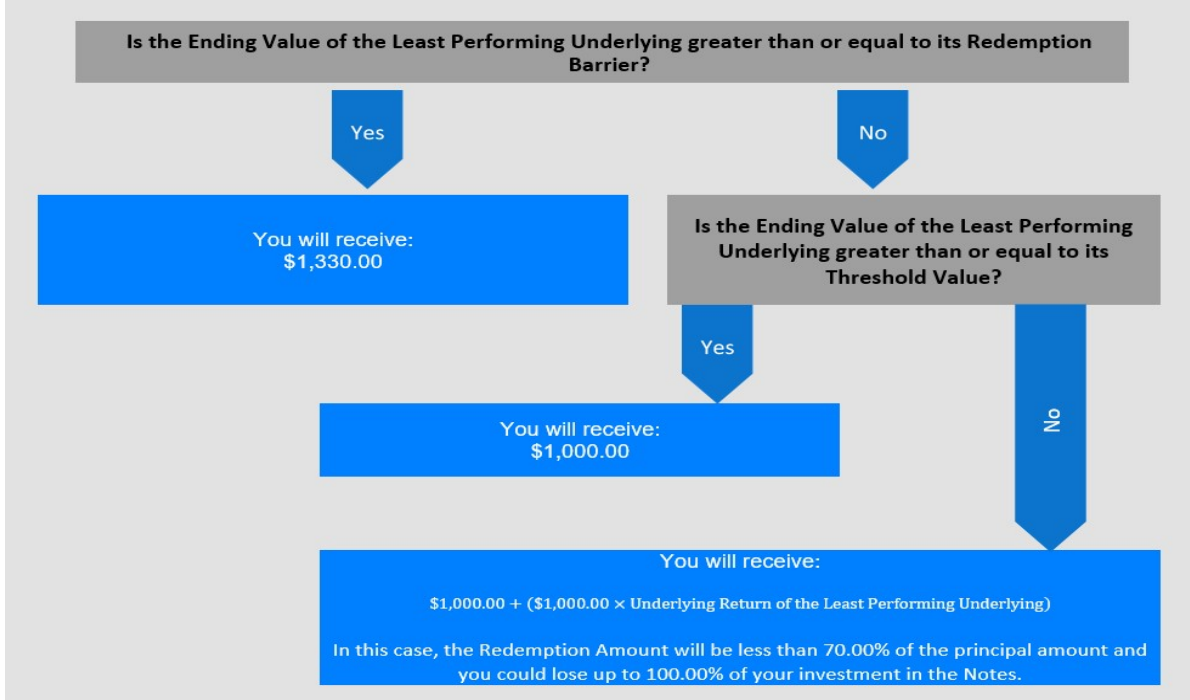 Is the Ending Value of the Least Performing Underlying greater than or equal to its Redemption
Barrier?
Yes
No
You will receive:
$1,330.00
Is the Ending Value of the Least Performing
Underlying greater than or equal to its
Threshold Value?
Yes
No
You will receive:
$1,000.00
You will receive:
$1,000.00 + ($1,000.00 × Underlying Return of the Least Performing Underlying)
In this case, the Redemption Amount will be less than 70.00% of the principal amount and
you could lose up to 100.00% of your investment in the Notes.